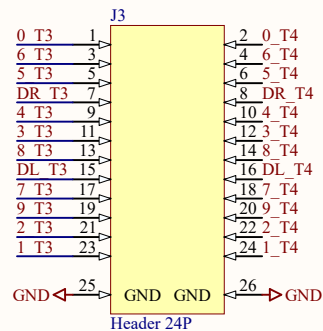 J3
0_T3 1 2 0_T4
6_T3 3 4 6_T4
5_T3 5 6 5_T4
DR_T3 7 8 DR_T4
4_T3 9 10 4_T4
3_T3 11 12 3_T4
8_T3 13 14 8_T4
DL_T3 15 16 DL_T4
7_T3 17 18 7_T4
9_T3 19 20 9_T4
2_T3 21 22 2_T4
1_T3 23 24 1_T4
GND 25 GND GND 26 GND
Header 24P